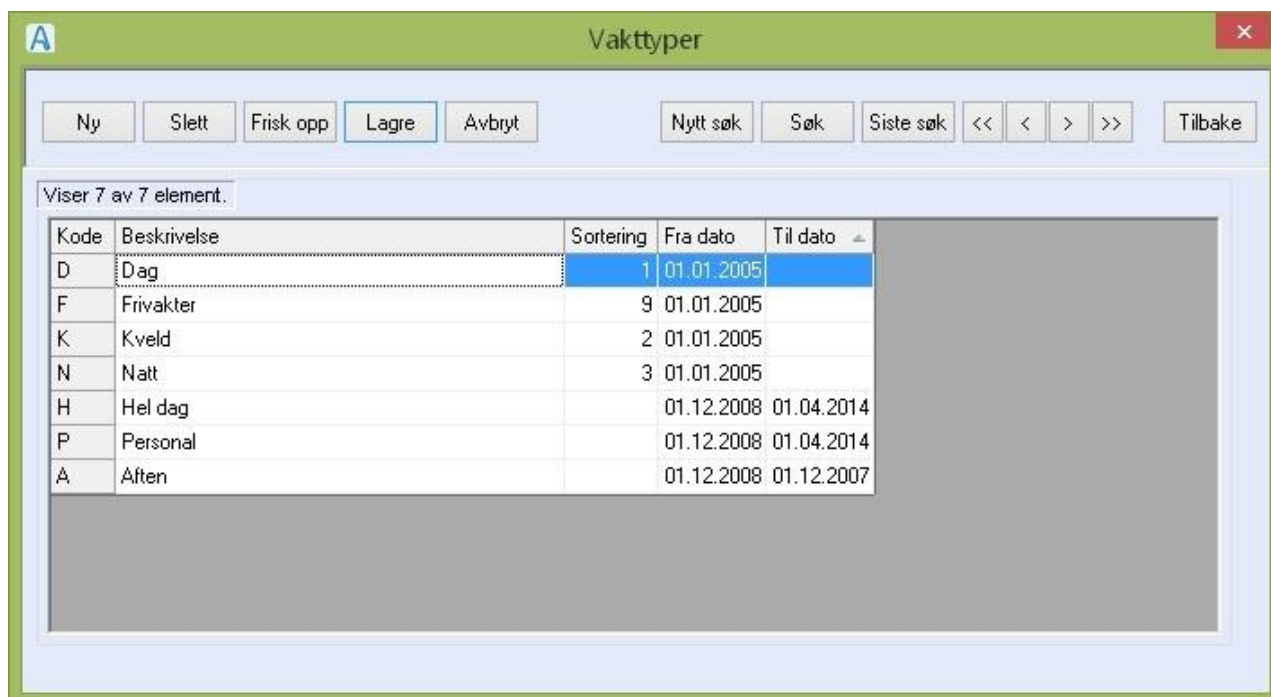 Vakttyper
Ny Slett Frisk opp Lagre Avbryt Nytt søk Søk Siste søk << < > >> Tilbake
Viser 7 av 7 element.
Kode Beskrivelse Sortering Fra dato Til dato
D Dag 1 01.01.2005
F Frivakter 9 01.01.2005
K Kveld 2 01.01.2005
N Natt 3 01.01.2005
H Hel dag 01.12.2008 01.04.2014
P Personal 01.12.2008 01.04.2014
A Aften 01.12.2008 01.12.2007